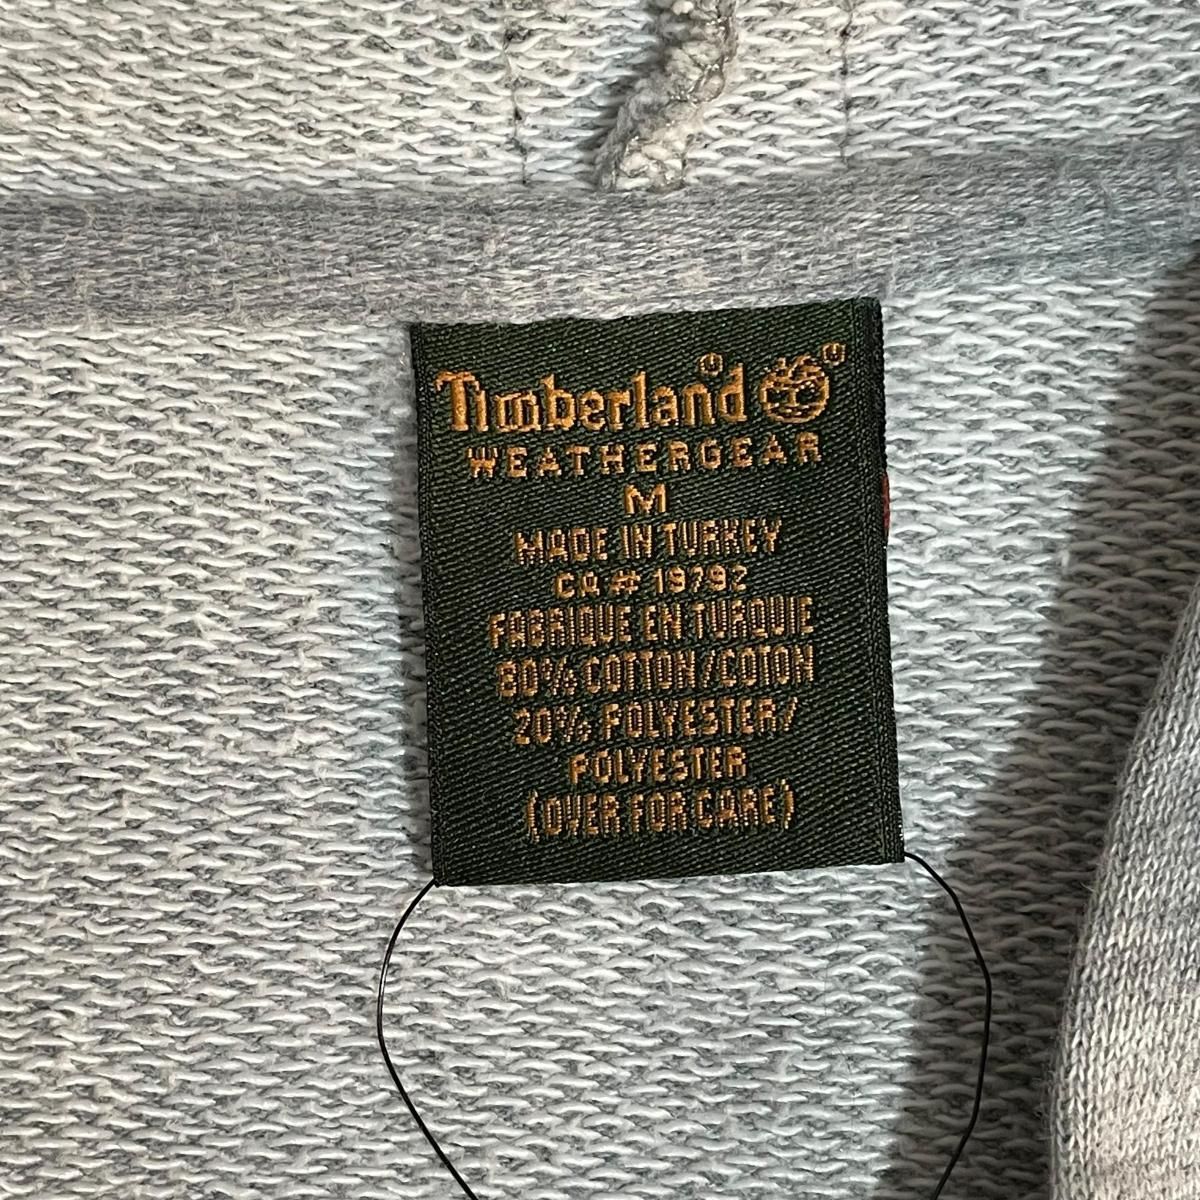 Timberland
WEATHERGEAR
M
MADE IN TURKEY
CA# 19792
FABRIQUE EN TURQUIE
80% COTTON/COTON
20% POLYESTER/
POLYESTER
(OVER FOR CARE)